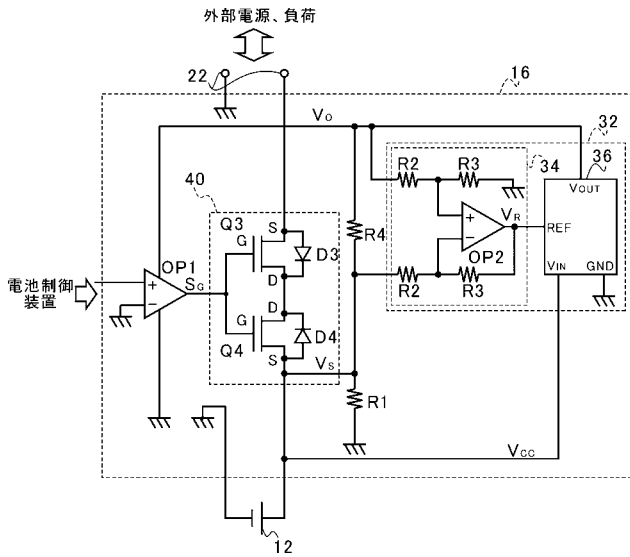 外部電源、負荷
22
16
Vo
32
R2
R3
34
36
VOUT
40
Q3
S
G
D3
R4
VR
REF
OP1
SG
D
OP2
電池制御
装置
D
R2
R3
VIN
GND
G
D4
Q4
S
VS
R1
VCC
12